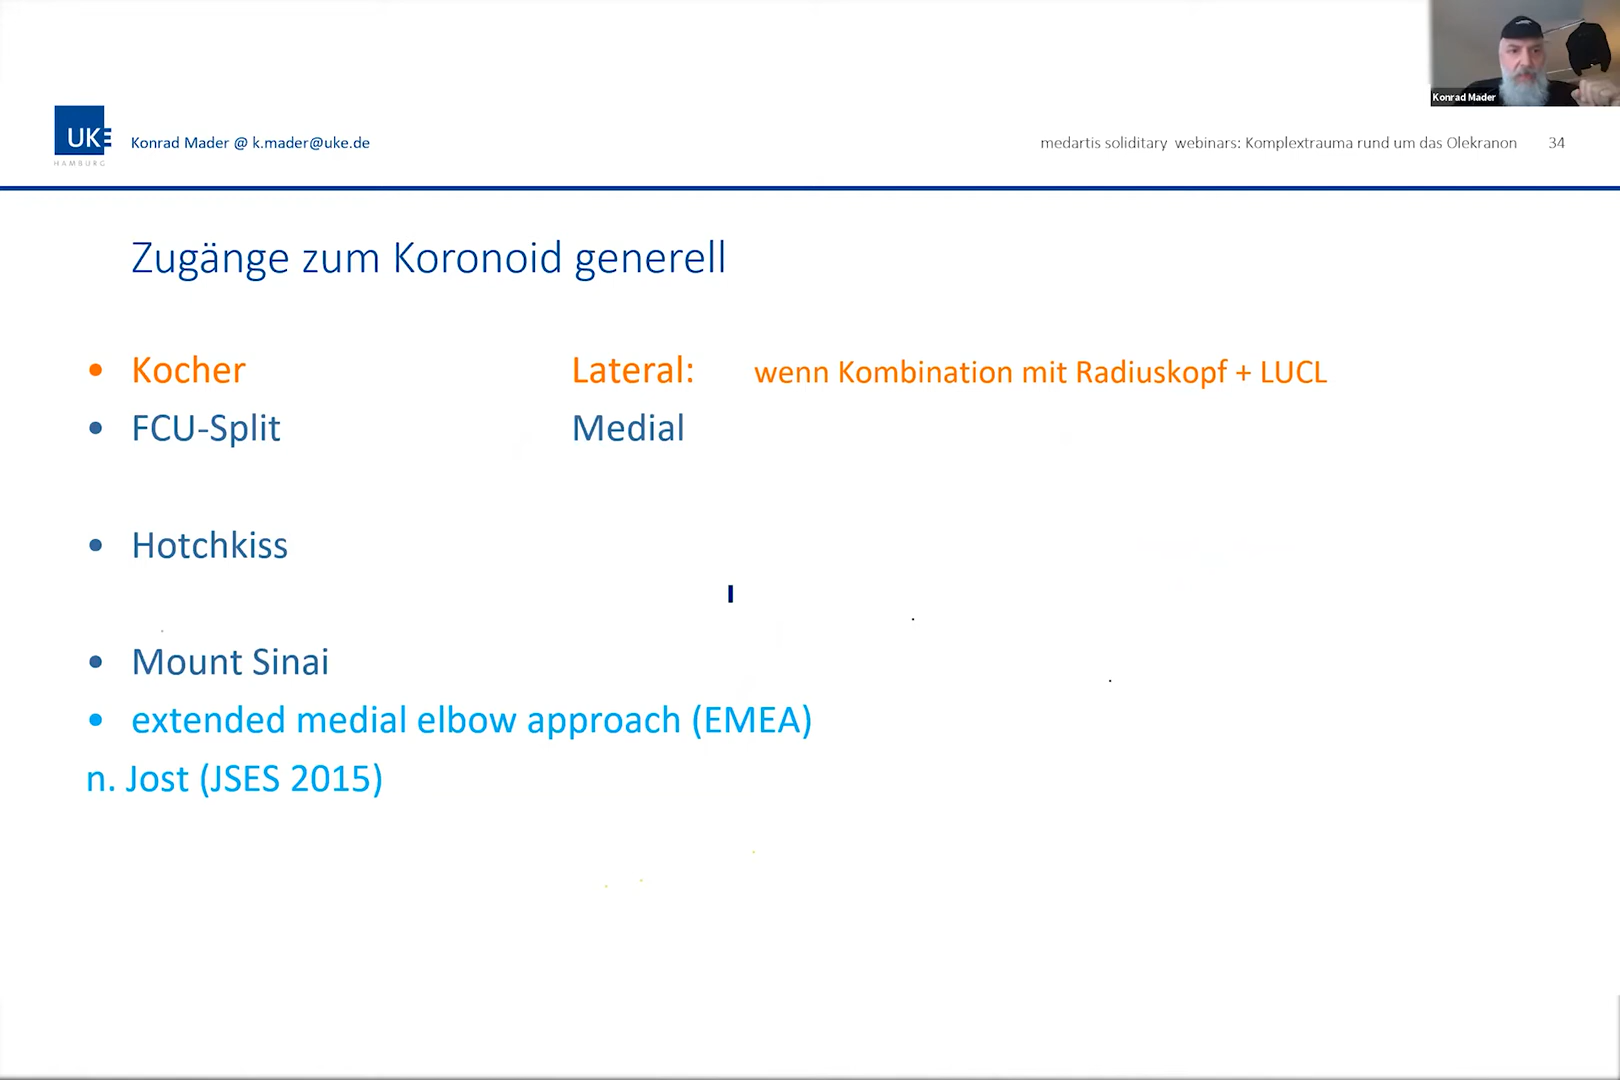 Konrad Mader
UKE
HAMBURG
Konrad Mader @ k.mader@uke.de
medartis soliditary webinars: Komplextrauma rund um das Olekranon 34
Zugänge zum Koronoid generell
• Kocher Lateral: wenn Kombination mit Radiuskopf + LUCL
• FCU-Split Medial
• Hotchkiss
• Mount Sinai
• extended medial elbow approach (EMEA)
n. Jost (JSES 2015)